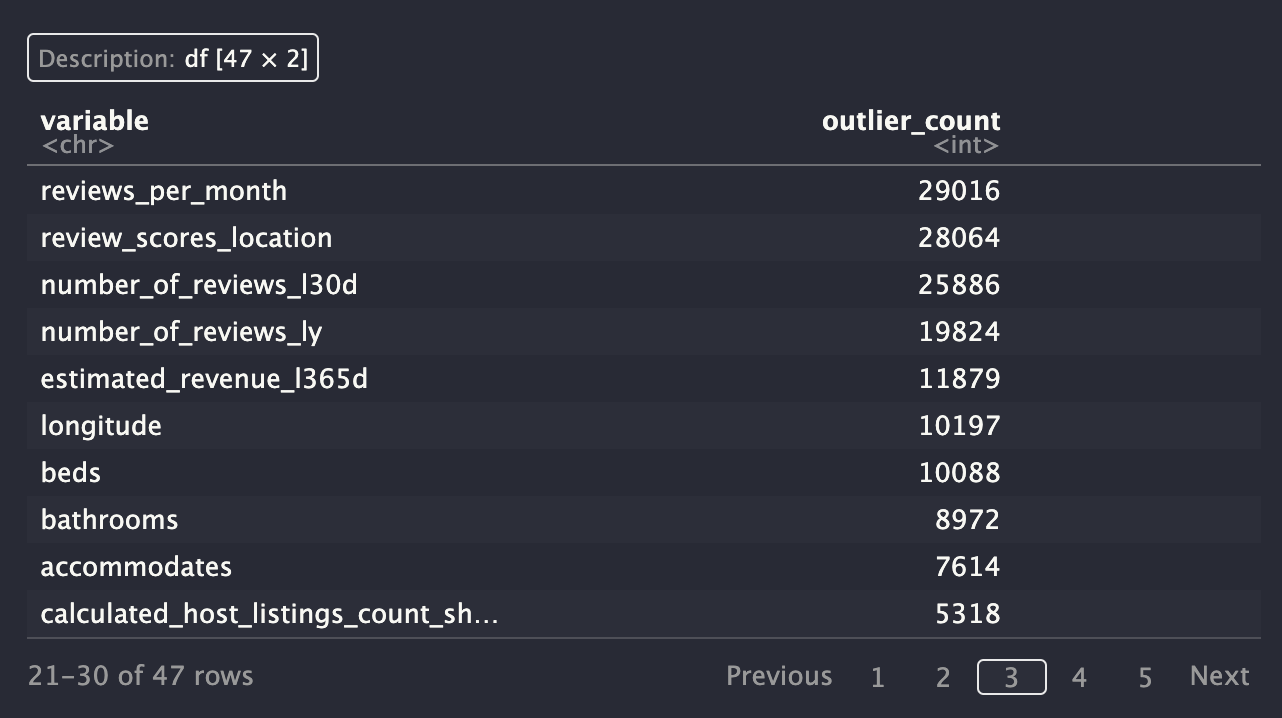 Description: df [47 × 2]
variable outlier_count
<chr> <int>
reviews_per_month 29016
review_scores_location 28064
number_of_reviews_l30d 25886
number_of_reviews_ly 19824
estimated_revenue_l365d 11879
longitude 10197
beds 10088
bathrooms 8972
accommodates 7614
calculated_host_listings_count_sh... 5318
21–30 of 47 rows Previous 1 2 3 4 5 Next